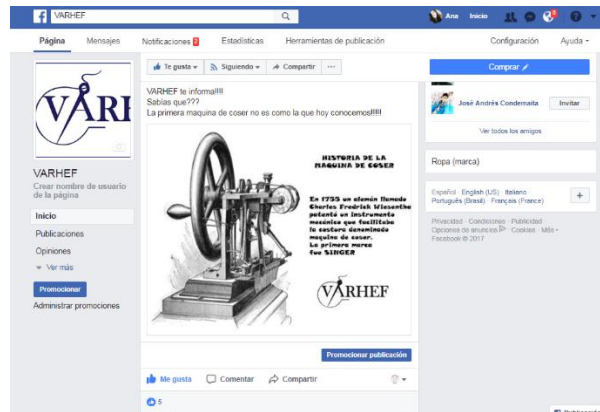 VARHEF
Ana Inicio
Página Mensajes Notificaciones 2 Estadísticas Herramientas de publicación Configuración Ayuda
Te gusta Siguiendo Compartir ...
Comprar
VARHEF te informa!!!!
Sabias que???
La primera maquina de coser no es como la que hoy conocemos!!!!!
HISTORIA DE LA
MAQUINA DE COSER
En 1755 un alemán llamado
Charles Fredrick Wiesenthe
patentó un instrumento
mecánico que facilitaba
la costura denominado
maquina de coser.
La primera marca
fue SINGER
VARHEF
Promocionar publicación
Me gusta Comentar Compartir
5
VARI
VARHEF
Crear nombre de usuario
de la página
Inicio
Publicaciones
Opiniones
Ver más
Promocionar
Administrar promociones
José Andrés Condemaita Invitar
Ver todos los amigos
Ropa (marca)
Español · English (US) · Italiano ·
Português (Brasil) · Français (France)
+
Privacidad · Condiciones · Publicidad ·
Opciones de anuncios · Cookies · Más
Facebook © 2017